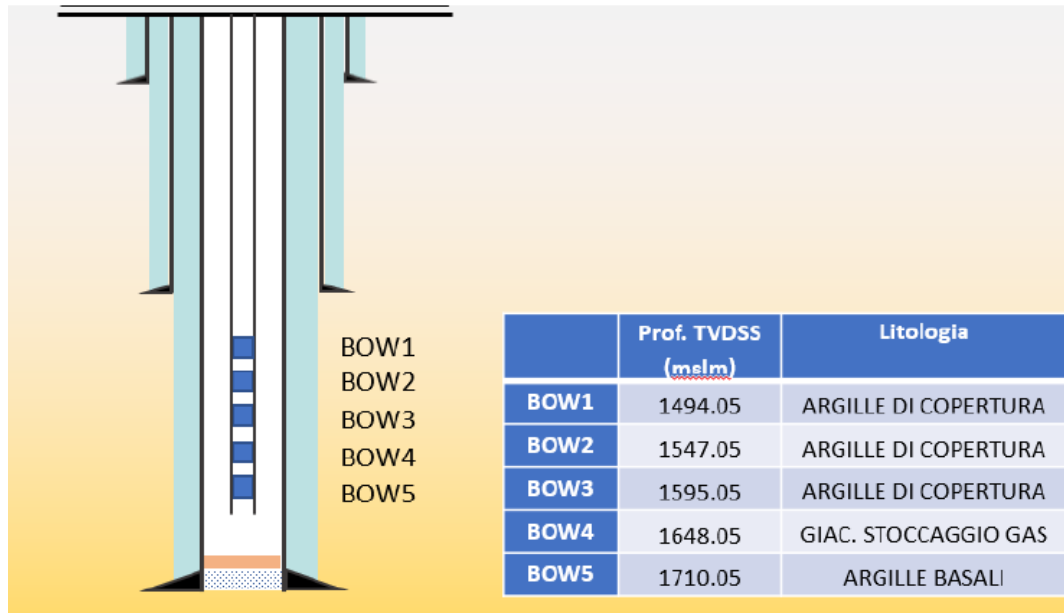 BOW1
BOW2
BOW3
BOW4
BOW5
Prof. TVDSS (mslm) Litologia
BOW1 1494.05 ARGILLE DI COPERTURA
BOW2 1547.05 ARGILLE DI COPERTURA
BOW3 1595.05 ARGILLE DI COPERTURA
BOW4 1648.05 GIAC. STOCCAGGIO GAS
BOW5 1710.05 ARGILLE BASALI